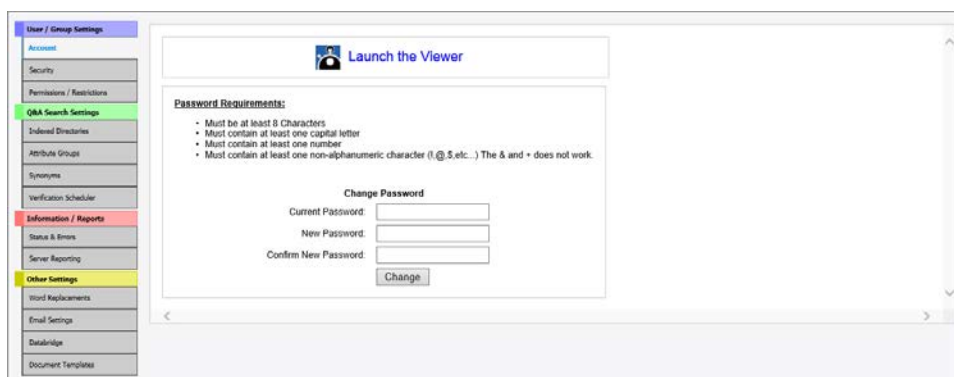 User / Group Settings
Account
Security
Permissions / Restrictions
Q&A Search Settings
Indexed Directories
Attribute Groups
Synonyms
Verification Scheduler
Information / Reports
Status & Errors
Server Reporting
Other Settings
Word Replacements
Email Settings
Databridge
Document Templates
Launch the Viewer
Password Requirements:
• Must be at least 8 Characters
• Must contain at least one capital letter
• Must contain at least one number
• Must contain at least one non-alphanumeric character (!,@,$,etc...) The & and + does not work.
Change Password
Current Password:
New Password:
Confirm New Password:
Change